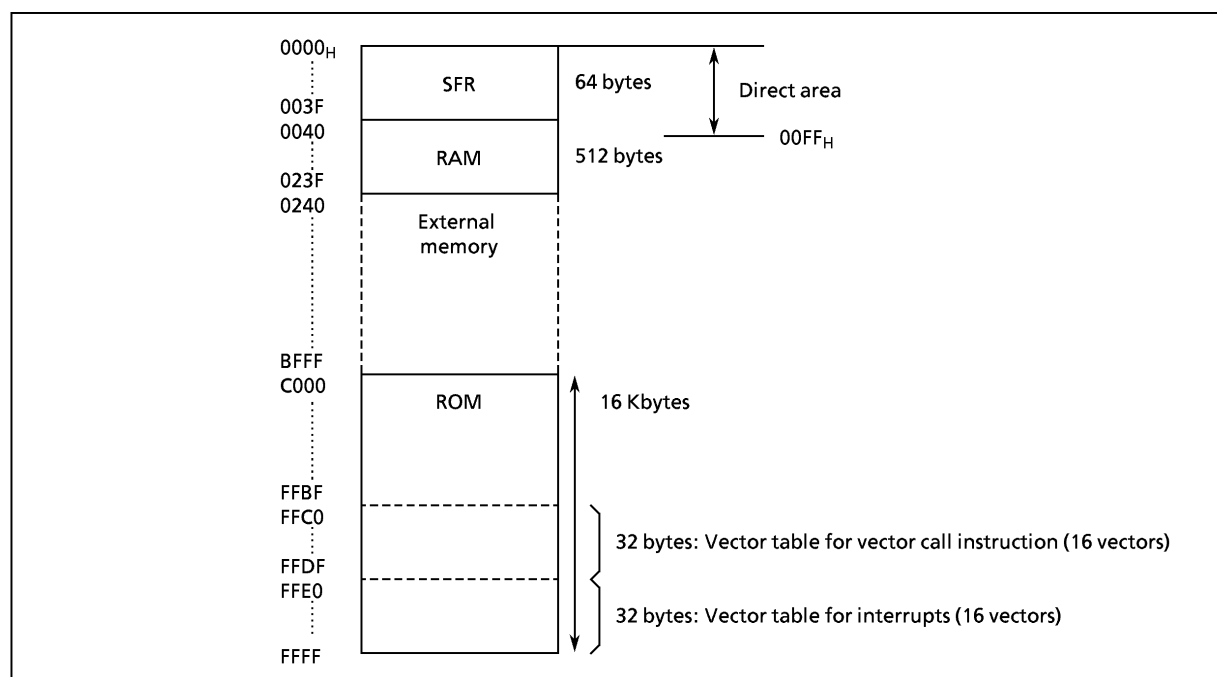 0000H
SFR
64 bytes
Direct area
003F
0040
00FFH
RAM
512 bytes
023F
0240
External
memory
BFFF
C000
ROM
16 Kbytes
FFBF
FFC0
32 bytes: Vector table for vector call instruction (16 vectors)
FFDF
FFE0
32 bytes: Vector table for interrupts (16 vectors)
FFFF